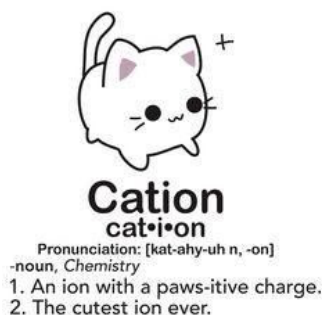 Cation
cat•i•on
Pronunciation: [kat-ahy-uh n, -on]
-noun, Chemistry
1. An ion with a paws-itive charge.
2. The cutest ion ever.